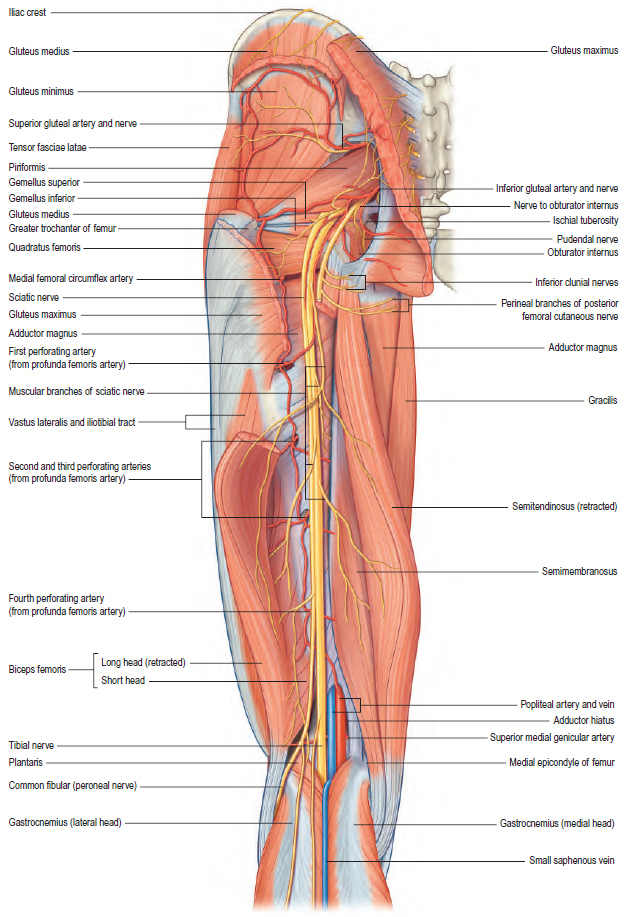 Iliac crest
Gluteus medius
Gluteus minimus
Superior gluteal artery and nerve
Tensor fasciae latae
Piriformis
Gemellus superior
Gemellus inferior
Gluteus medius
Greater trochanter of femur
Quadratus femoris
Medial femoral circumflex artery
Sciatic nerve
Gluteus maximus
Adductor magnus
First perforating artery
(from profunda femoris artery)
Muscular branches of sciatic nerve
Vastus lateralis and iliotibial tract
Second and third perforating arteries
(from profunda femoris artery)
Fourth perforating artery
(from profunda femoris artery)
Biceps femoris
Long head (retracted)
Short head
Tibial nerve
Plantaris
Common fibular (peroneal nerve)
Gastrocnemius (lateral head)
Gluteus maximus
Inferior gluteal artery and nerve
Nerve to obturator internus
Ischial tuberosity
Pudendal nerve
Obturator internus
Inferior clunial nerves
Perineal branches of posterior
femoral cutaneous nerve
Adductor magnus
Gracilis
Semitendinosus (retracted)
Semimembranosus
Popliteal artery and vein
Adductor hiatus
Superior medial genicular artery
Medial epicondyle of femur
Gastrocnemius (medial head)
Small saphenous vein